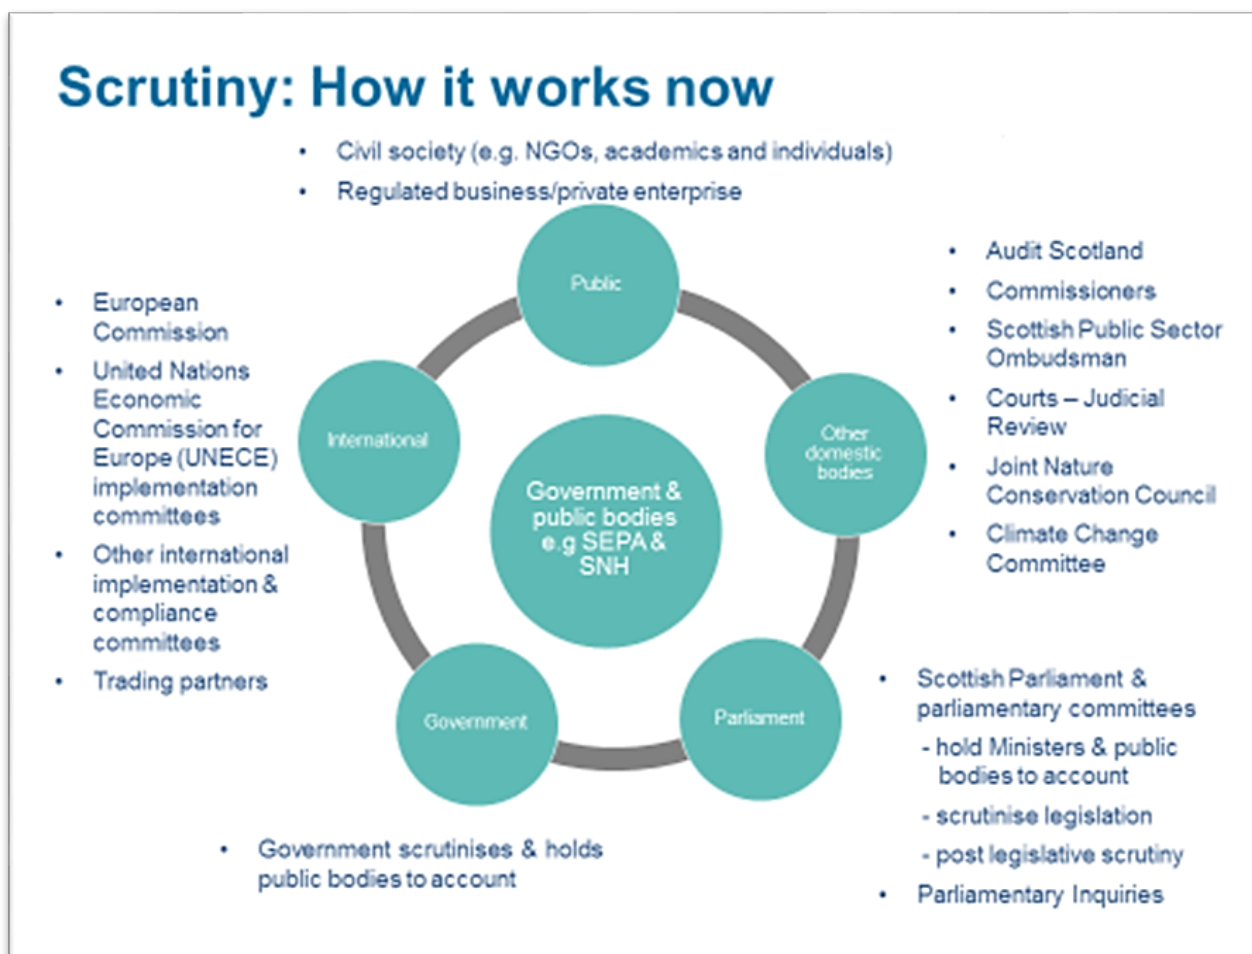 Scrutiny: How it works now
• Civil society (e.g. NGOs, academics and individuals)
• Regulated business/private enterprise
Public
• European
Commission
• United Nations
Economic
Commission for
Europe (UNECE)
implementation
committees
• Other international
implementation &
compliance
committees
• Trading partners
International
Government &
public bodies
e.g SEPA &
SNH
Other
domestic
bodies
• Audit Scotland
• Commissioners
• Scottish Public Sector
Ombudsman
• Courts – Judicial
Review
• Joint Nature
Conservation Council
• Climate Change
Committee
Government
• Government scrutinises & holds
public bodies to account
Parliament
• Scottish Parliament &
parliamentary committees
- hold Ministers & public
bodies to account
- scrutinise legislation
- post legislative scrutiny
• Parliamentary Inquiries